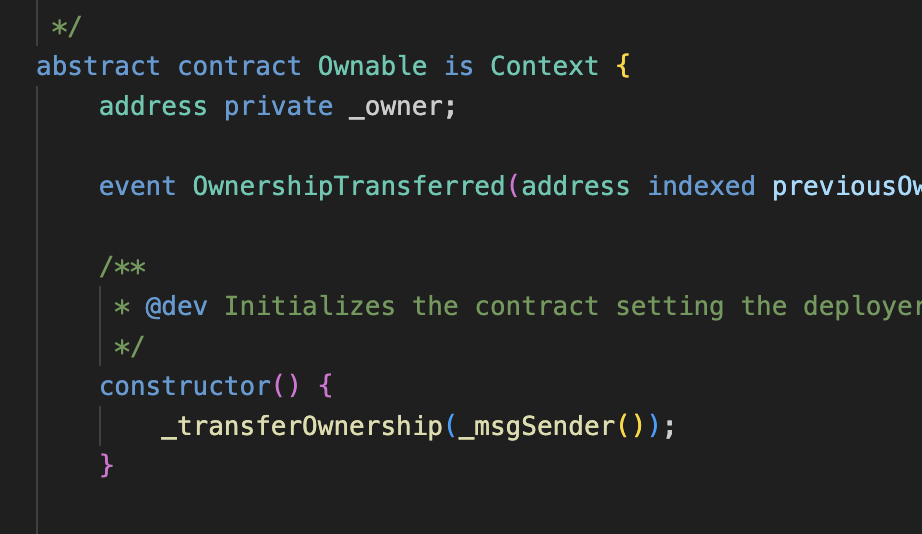 */
abstract contract Ownable is Context {
address private _owner;
event OwnershipTransferred(address indexed
/**
* @dev Initializes the contract setting the deployer
*/
constructor() {
_transferOwnership(_msgSender());
}